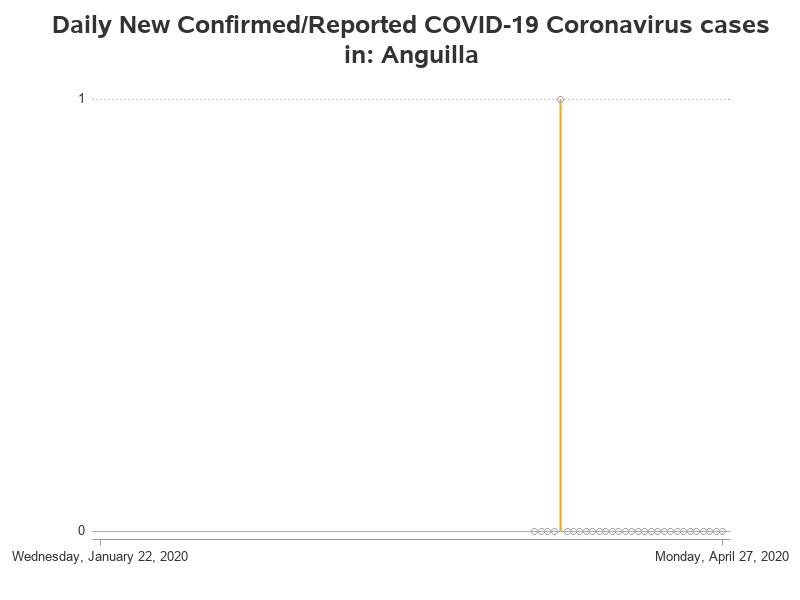 Daily New Confirmed/Reported COVID-19 Coronavirus cases
in: Anguilla
1
0
Wednesday, January 22, 2020
Monday, April 27, 2020